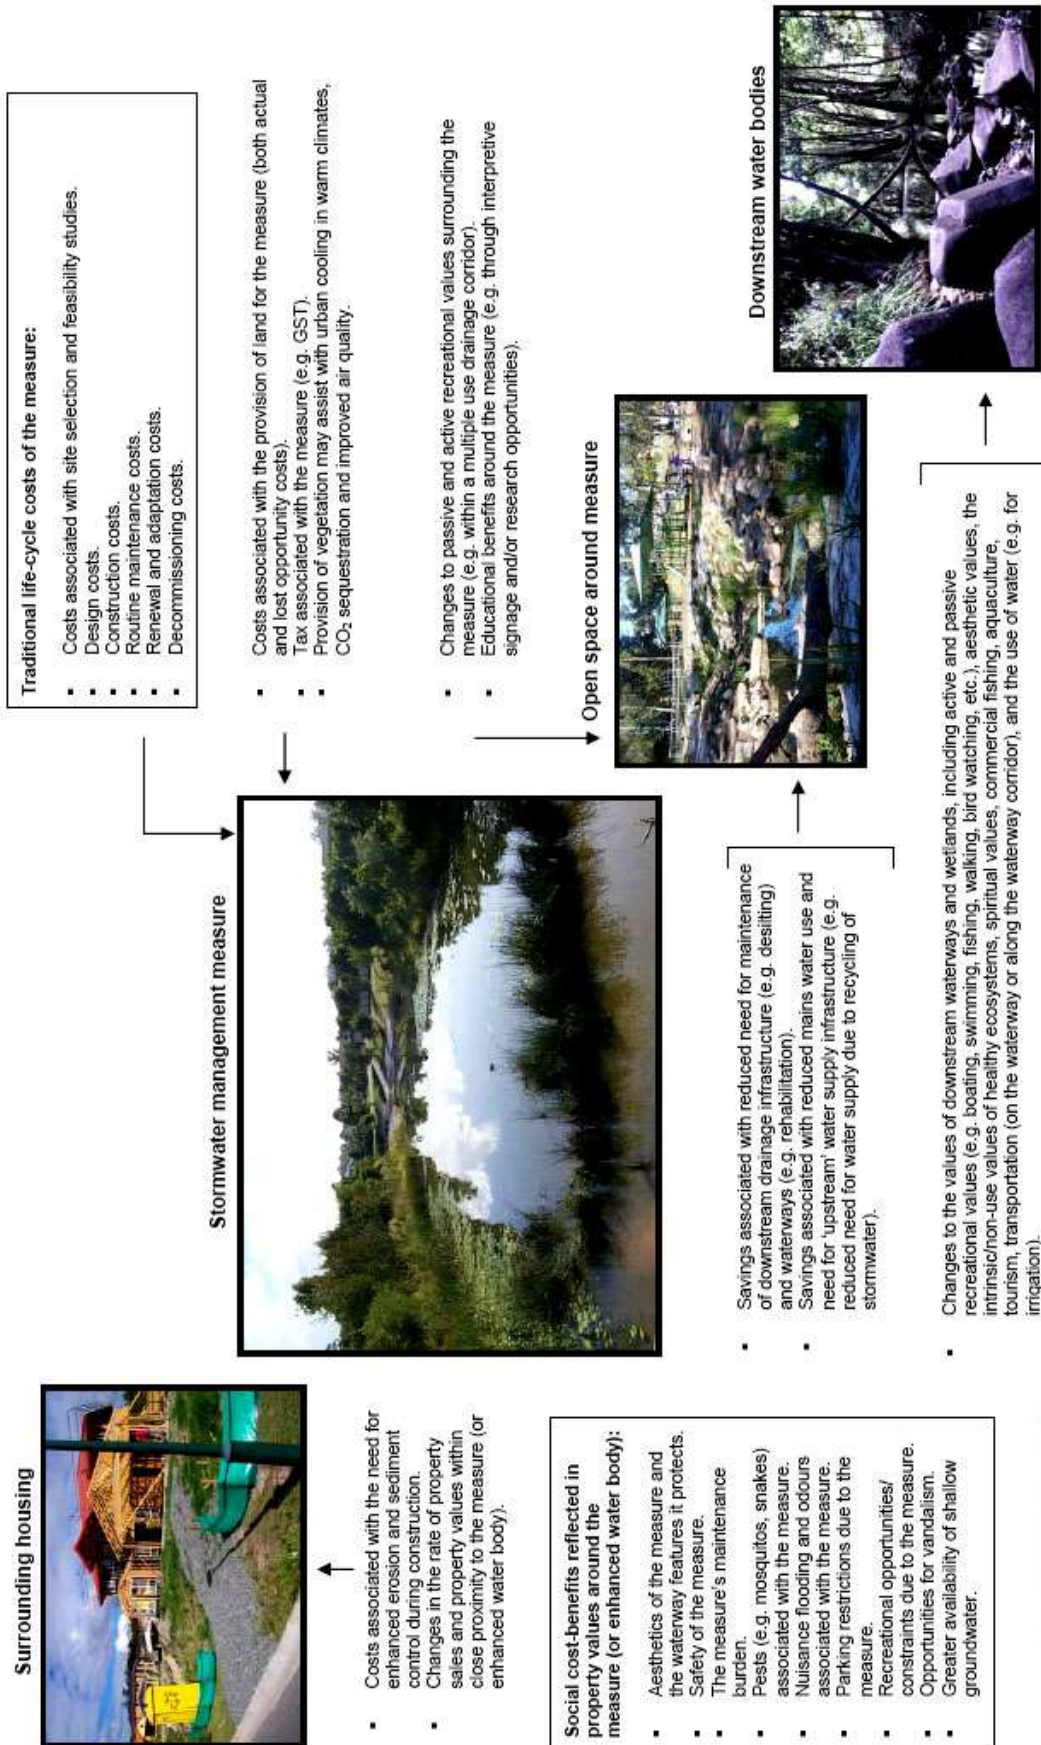 Surrounding housing
▪ Costs associated with the need for
enhanced erosion and sediment
control during construction.
▪ Changes in the rate of property
sales and property values within
close proximity to the measure (or
enhanced water body).
Social cost-benefits reflected in
property values around the
measure (or enhanced water body):
▪ Aesthetics of the measure and
the waterway features it protects.
▪ Safety of the measure.
▪ The measure's maintenance
burden.
▪ Pests (e.g. mosquitos, snakes)
associated with the measure.
▪ Nuisance flooding and odours
associated with the measure.
▪ Parking restrictions due to the
measure.
▪ Recreational opportunities/
constraints due to the measure.
▪ Opportunities for vandalism.
▪ Greater availability of shallow
groundwater.
Stormwater management measure
▪ Savings associated with reduced need for maintenance
of downstream drainage infrastructure (e.g. desilting)
and waterways (e.g. rehabilitation).
▪ Savings associated with reduced mains water use and
need for 'upstream' water supply infrastructure (e.g.
reduced need for water supply due to recycling of
stormwater).
▪ Changes to the values of downstream waterways and wetlands, including active and passive
recreational values (e.g. boating, swimming, fishing, walking, bird watching, etc.), aesthetic values, the
intrinsic/non-use values of healthy ecosystems, spiritual values, commercial fishing, aquaculture,
tourism, transportation (on the waterway or along the waterway corridor), and the use of water (e.g. for
irrigation).
Traditional life-cycle costs of the measure:
▪ Costs associated with site selection and feasibility studies.
▪ Design costs.
▪ Construction costs.
▪ Routine maintenance costs.
▪ Renewal and adaptation costs.
▪ Decommissioning costs.
▪ Costs associated with the provision of land for the measure (both actual
and lost opportunity costs).
▪ Tax associated with the measure (e.g. GST).
▪ Provision of vegetation may assist with urban cooling in warm climates,
CO₂ sequestration and improved air quality.
▪ Changes to passive and active recreational values surrounding the
measure (e.g. within a multiple use drainage corridor).
▪ Educational benefits around the measure (e.g. through interpretive
signage and/or research opportunities).
Open space around measure
Downstream water bodies